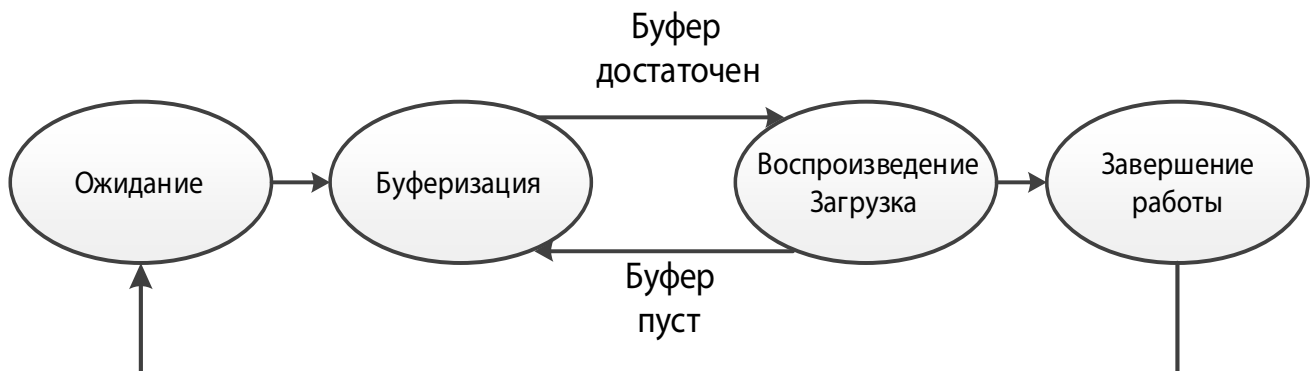 Буфер
достаточен
Ожидание
Буферизация
Воспроизведение
Загрузка
Завершение
работы
Буфер
пуст